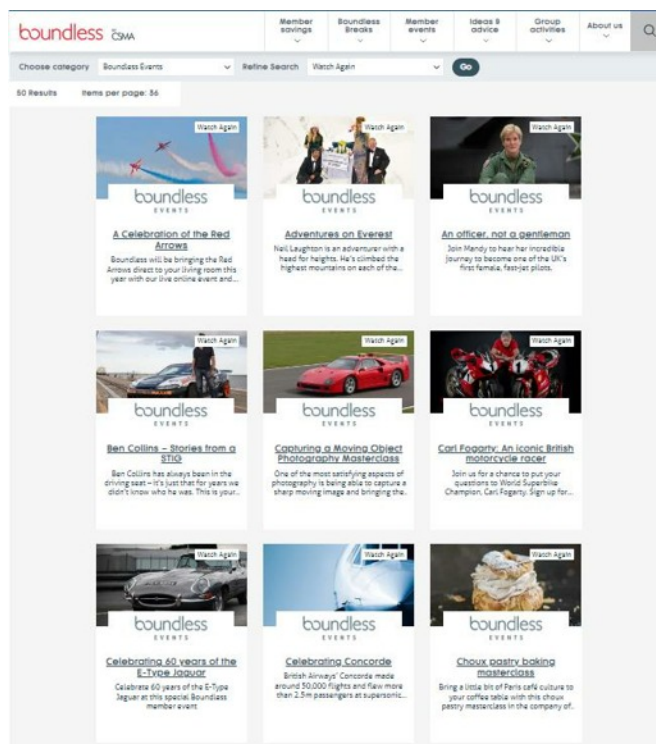 boundless BY CSMA
Member savings
Boundless Breaks
Member events
Ideas & advice
Group activities
About us
Choose category Boundless Events Refine Search Watch Again Go
50 Results Items per page: 36
Watch Again
boundless
EVENTS
A Celebration of the Red
Arrows
Boundless will be bringing the Red
Arrows direct to your living room this
year with our live online event and...
Watch Again
boundless
EVENTS
Adventures on Everest
Neil Laughton is an adventurer with a
head for heights. He's climbed the
highest mountains on each of the...
Watch Again
boundless
EVENTS
An officer, not a gentleman
Join Mandy to hear her incredible
journey to become one of the UK's
first female, fast-jet pilots.
Watch Again
boundless
EVENTS
Ben Collins – Stories from a
STIG
Ben Collins has always been in the
driving seat – it's just that for years we
didn't know who he was. This is your...
Watch Again
boundless
EVENTS
Capturing a Moving Object
Photography Masterclass
One of the most satisfying aspects of
photography is being able to capture a
sharp moving image and bringing the..
Watch Again
boundless
EVENTS
Carl Fogarty: An iconic British
motorcycle racer
Join us for a chance to put your
questions to World Superbike
Champion, Carl Fogarty. Sign up for...
Watch Again
boundless
EVENTS
Celebrating 60 years of the
E-Type Jaguar
Celebrate 60 years of the E-Type
Jaguar at this special Boundless
member event
Watch Again
boundless
EVENTS
Celebrating Concorde
British Airways' Concorde made
around 50,000 flights and flew more
than 2.5m passengers at supersonic...
Watch Again
boundless
EVENTS
Choux pastry baking
masterclass
Bring a little bit of Paris café culture to
your coffee table with this choux
pastry masterclass in the company of..